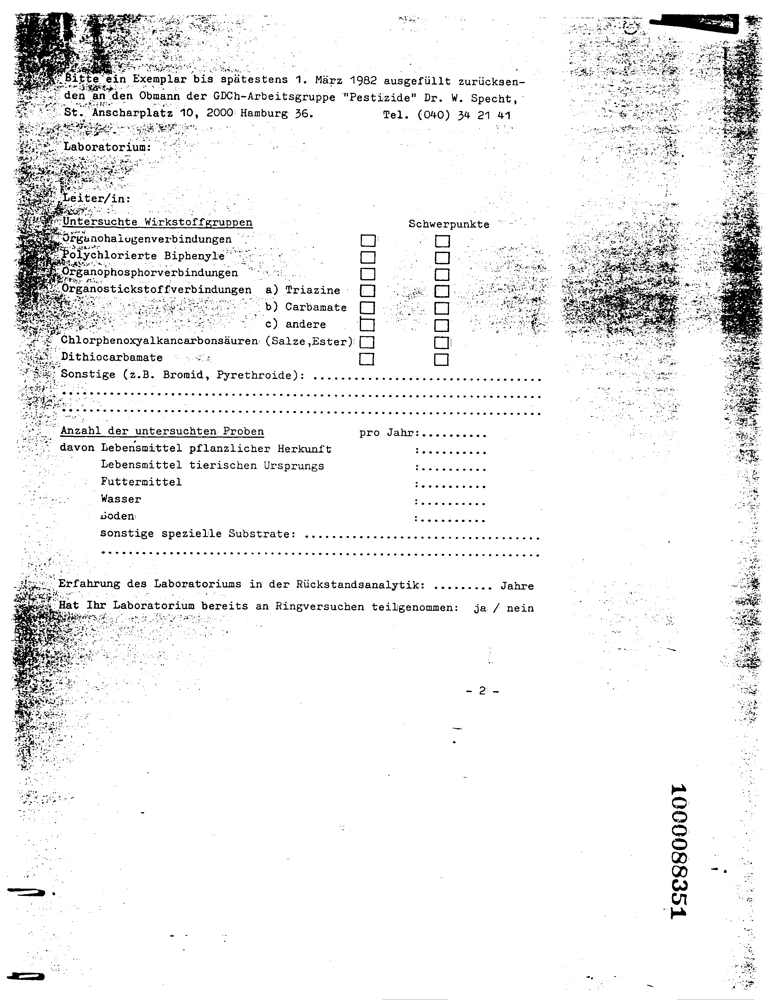 Bitte ein Exemplar bis spätestens 1. März 1982 ausgefüllt zurücksen-
den an den Obmann der GDCh-Arbeitsgruppe "Pestizide" Dr. W. Specht,
St. Anscharplatz 10, 2000 Hamburg 36. Tel. (040) 34 21 41
Laboratorium:
Leiter/in:
Untersuchte Wirkstoffgruppen Schwerpunkte
Organohalogenverbindungen
Polychlorierte Biphenyle
Organophosphorverbindungen
Organostickstoffverbindungen a) Triazine
b) Carbamate
c) andere
Chlorphenoxyalkancarbonsäuren (Salze,Ester)
Dithiocarbamate
Sonstige (z.B. Bromid, Pyrethroide): ..............................
...............................................................
...............................................................
Anzahl der untersuchten Proben pro Jahr:..........
davon Lebensmittel pflanzlicher Herkunft :..........
Lebensmittel tierischen Ursprungs :..........
Futtermittel :..........
Wasser :..........
Boden :..........
sonstige spezielle Substrate: ................................
..........................................................
Erfahrung des Laboratoriums in der Rückstandsanalytik: ......... Jahre
Hat Ihr Laboratorium bereits an Ringversuchen teilgenommen: ja / nein
- 2 -
1000088351